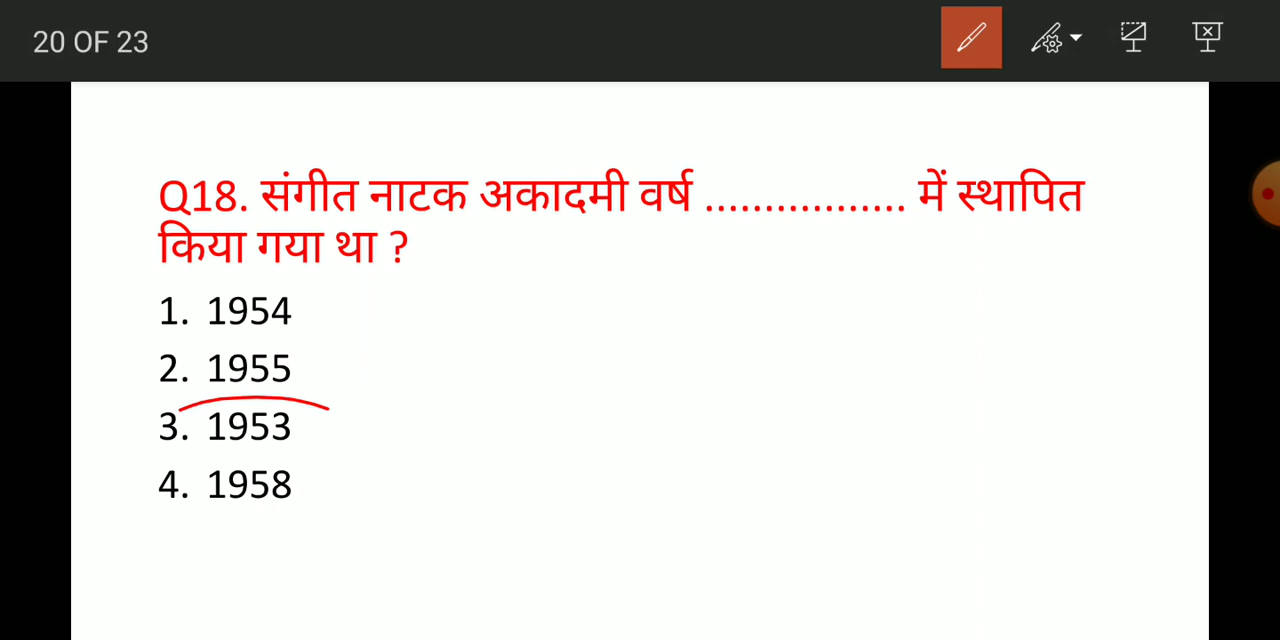 20 OF 23
Q18. संगीत नाटक अकादमी वर्ष ................. में स्थापित
किया गया था ?
1. 1954
2. 1955
3. 1953
4. 1958